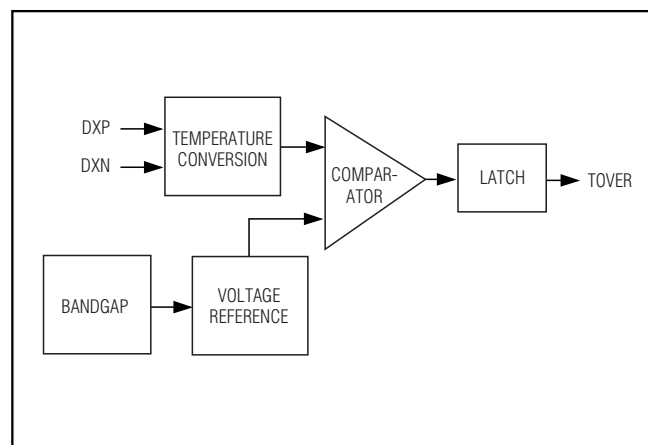 DXP
DXN
TEMPERATURE
CONVERSION
COMPAR-
ATOR
LATCH
TOVER
BANDGAP
VOLTAGE
REFERENCE